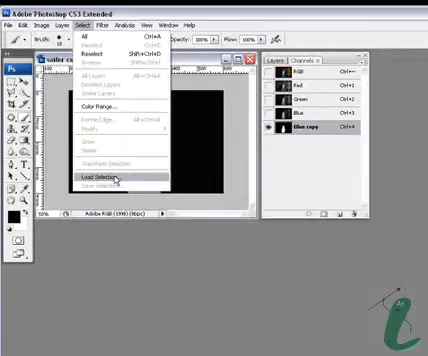 Adobe Photoshop CS3 Extended
File Edit Image Layer Select Filter Analysis View Window Help
Brush: Opacity: 100% Flow: 100%
All Ctrl+A
Deselect Ctrl+D
Reselect Shift+Ctrl+D
Inverse Shift+Ctrl+I
All Layers Alt+Ctrl+A
Deselect Layers
Similar Layers
Color Range...
Refine Edge... Alt+Ctrl+R
Modify
Grow
Similar
Transform Selection
Load Selection...
Save Selection...
Ps
50% Adobe RGB (1998) (8bpc)
Layers Channels
RGB Ctrl+~
Red Ctrl+1
Green Ctrl+2
Blue Ctrl+3
Blue copy Ctrl+4